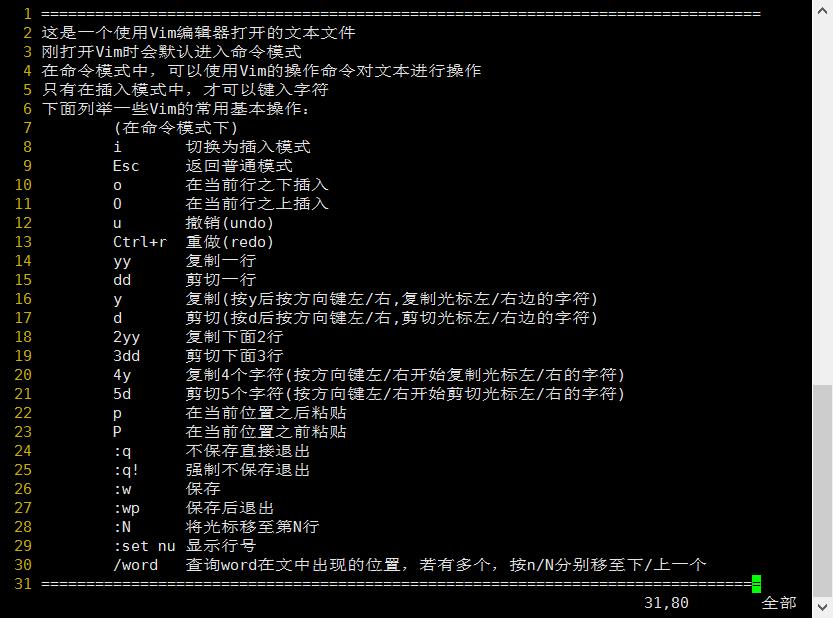 1 ================================================================================
2 这是一个使用Vim编辑器打开的文本文件
3 刚打开Vim时会默认进入命令模式
4 在命令模式中，可以使用Vim的操作命令对文本进行操作
5 只有在插入模式中，才可以键入字符
6 下面列举一些Vim的常用基本操作：
7 (在命令模式下)
8 i 切换为插入模式
9 Esc 返回普通模式
10 o 在当前行之下插入
11 O 在当前行之上插入
12 u 撤销(undo)
13 Ctrl+r 重做(redo)
14 yy 复制一行
15 dd 剪切一行
16 y 复制(按y后按方向键左/右,复制光标左/右边的字符)
17 d 剪切(按d后按方向键左/右,剪切光标左/右边的字符)
18 2yy 复制下面2行
19 3dd 剪切下面3行
20 4y 复制4个字符(按方向键左/右开始复制光标左/右的字符)
21 5d 剪切5个字符(按方向键左/右开始剪切光标左/右的字符)
22 p 在当前位置之后粘贴
23 P 在当前位置之前粘贴
24 :q 不保存直接退出
25 :q! 强制不保存退出
26 :w 保存
27 :wp 保存后退出
28 :N 将光标移至第N行
29 :set nu 显示行号
30 /word 查询word在文中出现的位置，若有多个，按n/N分别移至下/上一个
31 ================================================================================
31,80 全部